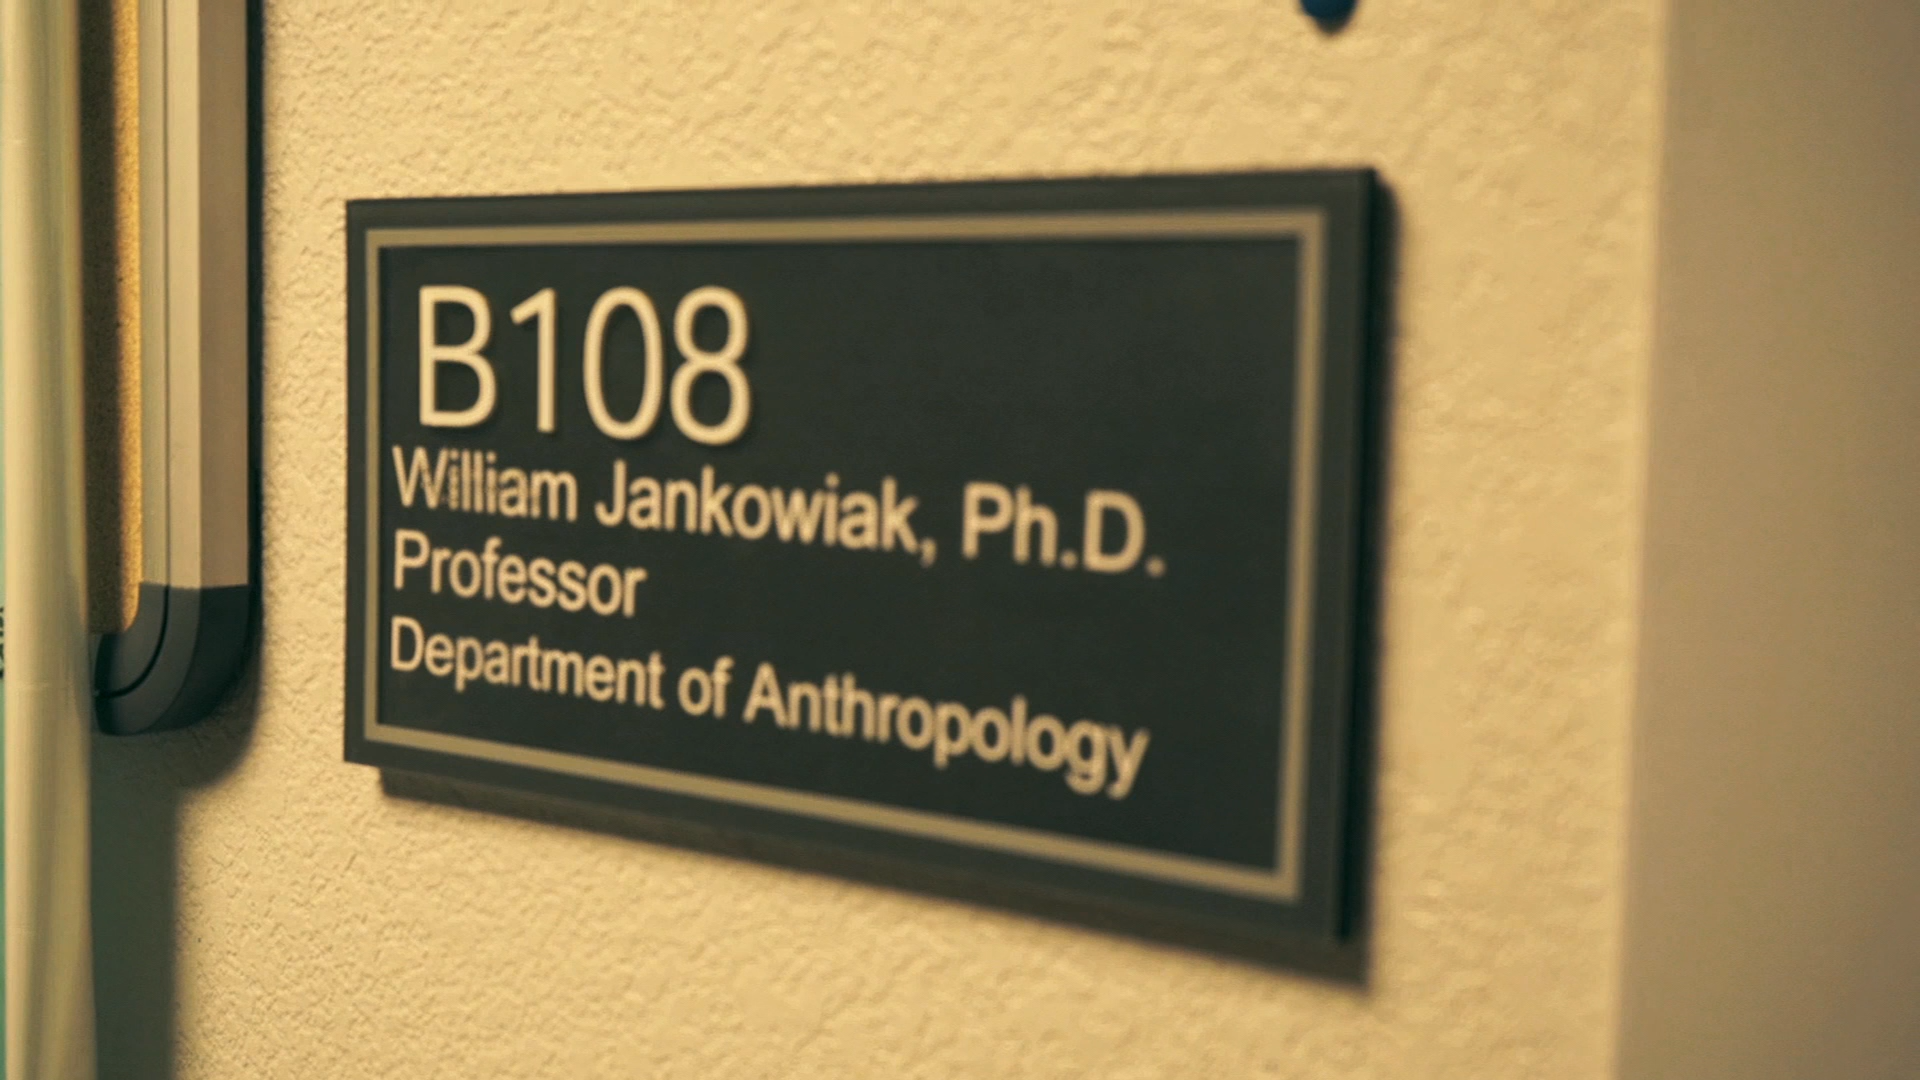 B108
William Jankowiak, Ph.D.
Professor
Department of Anthropology